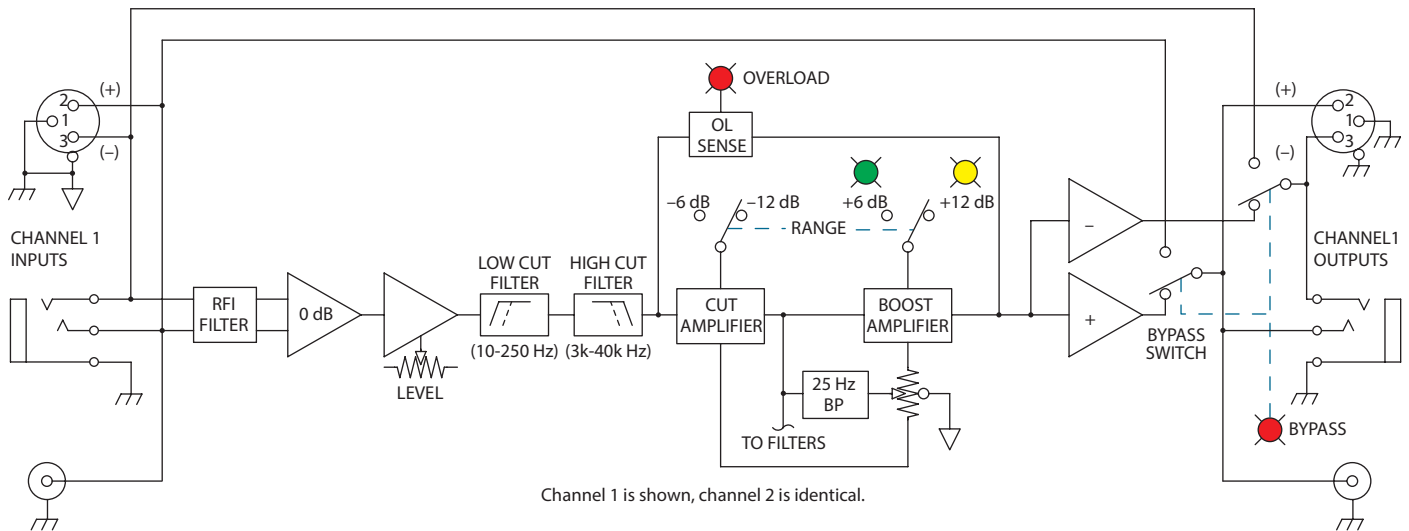 OVERLOAD
(+)
2
1
3
(–)
OL
SENSE
(+)
2
1
3
(–)
–6 dB
–12 dB
RANGE
+6 dB
+12 dB
CHANNEL 1
INPUTS
–
CHANNEL1
OUTPUTS
LOW CUT
FILTER
HIGH CUT
FILTER
RFI
FILTER
0 dB
CUT
AMPLIFIER
BOOST
AMPLIFIER
+
(10-250 Hz)
(3k-40k Hz)
BYPASS
SWITCH
LEVEL
25 Hz
BP
TO FILTERS
BYPASS
Channel 1 is shown, channel 2 is identical.